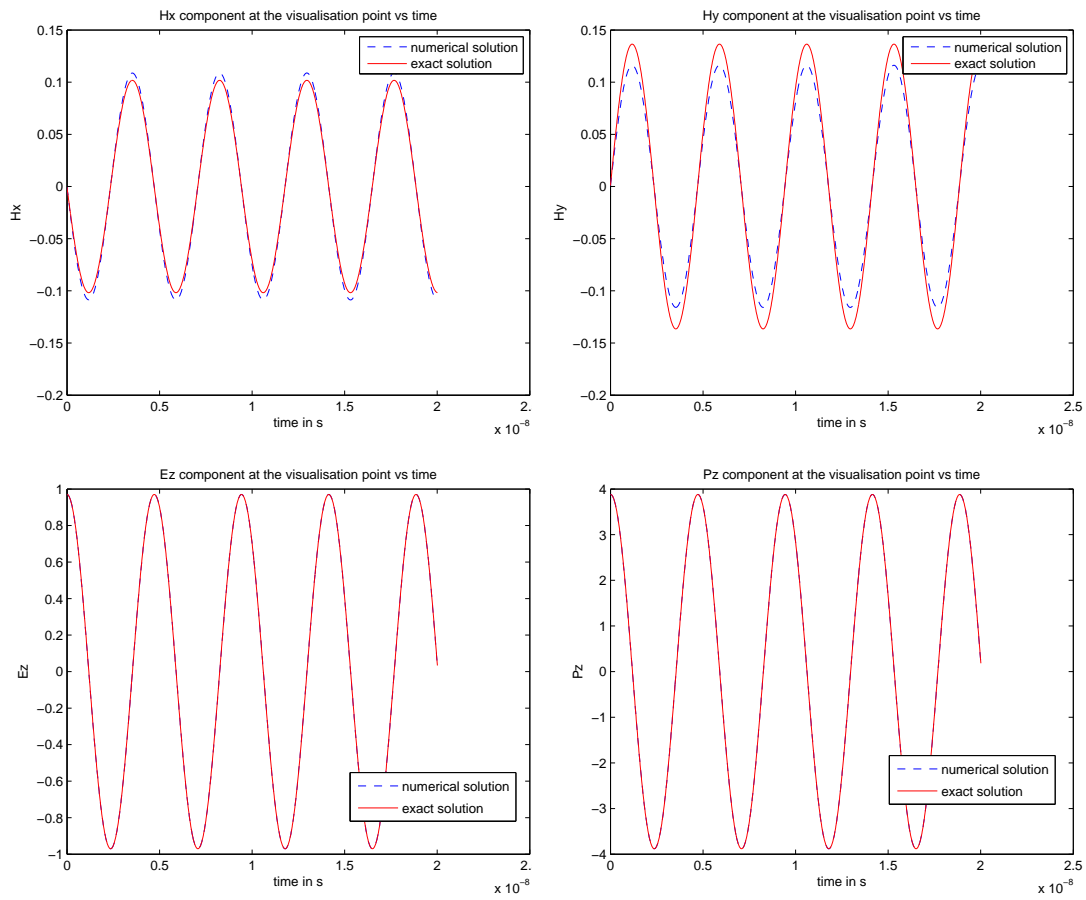 Hx component at the visualisation point vs time
0.15
0.1
0.05
0
−0.05
−0.1
−0.15
−0.2
Hx
numerical solution
exact solution
0 0.5 1 1.5 2 2.
time in s
x 10−8
Hy component at the visualisation point vs time
0.15
0.1
0.05
0
−0.05
−0.1
−0.15
−0.2
Hy
numerical solution
exact solution
0 0.5 1 1.5 2 2.5
time in s
x 10−8
Ez component at the visualisation point vs time
1
0.8
0.6
0.4
0.2
0
−0.2
−0.4
−0.6
−0.8
−1
Ez
numerical solution
exact solution
0 0.5 1 1.5 2 2.
time in s
x 10−8
Pz component at the visualisation point vs time
4
3
2
1
0
−1
−2
−3
−4
Pz
numerical solution
exact solution
0 0.5 1 1.5 2 2.5
time in s
x 10−8